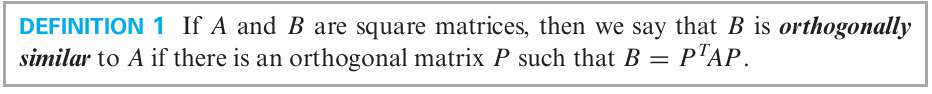 DEFINITION 1 If A and B are square matrices, then we say that B is orthogonally
similar to A if there is an orthogonal matrix P such that B = PᵀAP.